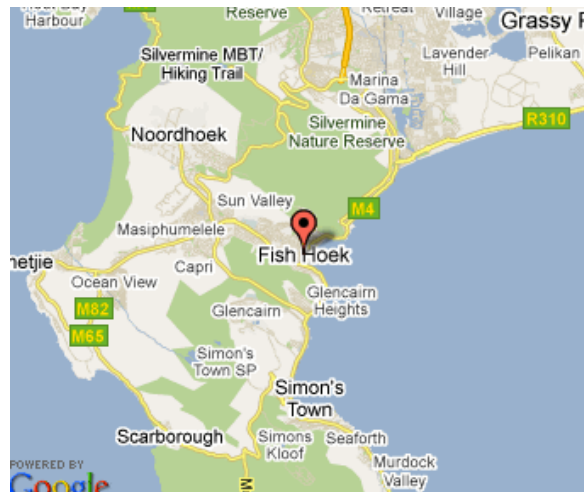 Harbour
Reserve
Retreat
Village
Grassy
Silvermine MBT/
Hiking Trail
Lavender
Hill
Pelikan
Marina
Da Gama
R310
Noordhoek
Silvermine
Nature Reserve
Sun Valley
M4
Masiphumelele
Fish Hoek
netjie
Capri
Ocean View
Glencairn
Heights
M82
Glencairn
M65
Simon's
Town SP
Simon's
Town
Scarborough
Simons
Kloof
Seaforth
Murdock
Valley
POWERED BY
Google